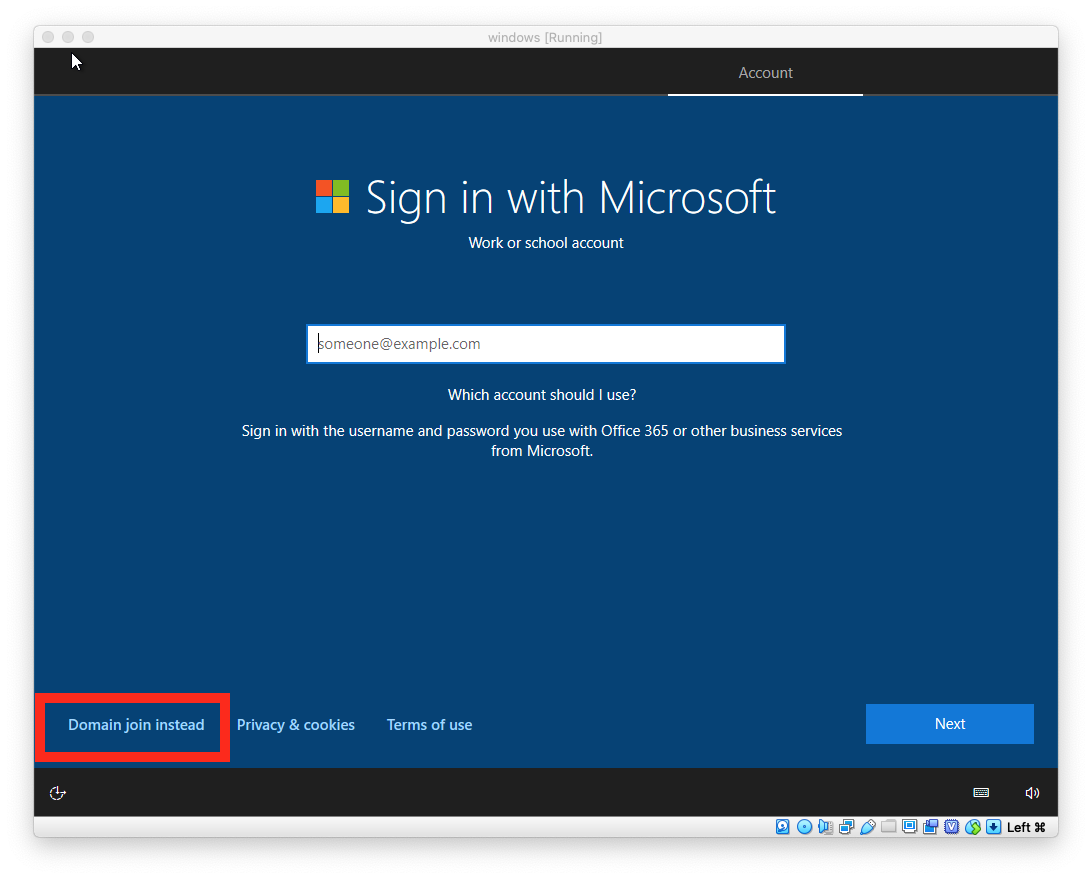 windows [Running]
Account
Sign in with Microsoft
Work or school account
someone@example.com
Which account should I use?
Sign in with the username and password you use with Office 365 or other business services
from Microsoft.
Domain join instead
Privacy & cookies
Terms of use
Next
Left ⌘